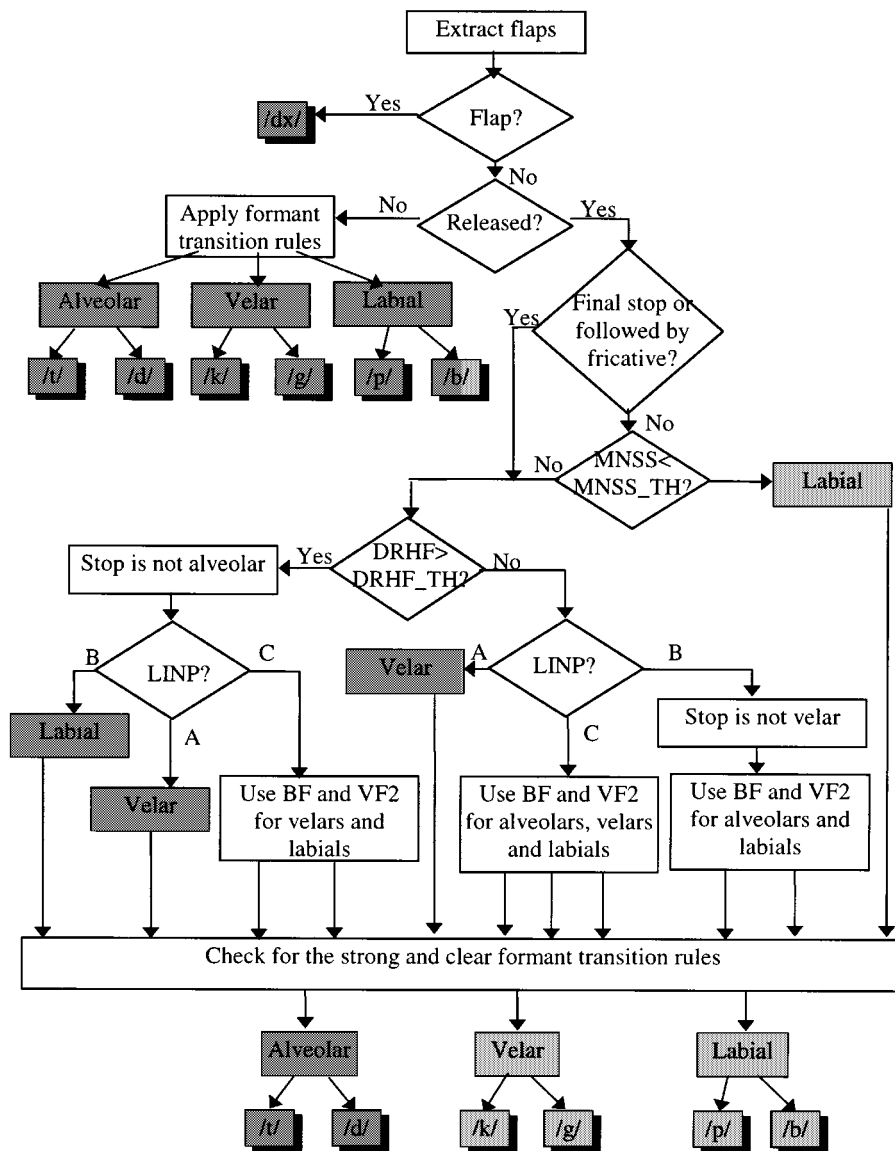 Extract flaps
Yes
/dx/
Flap?
No
No
Released?
Yes
Apply formant
transition rules
Alveolar
Velar
Labial
Final stop or
followed by
fricative?
Yes
/t/
/d/
/k/
/g/
/p/
/b/
No
No
MNSS<
MNSS_TH?
Labial
Stop is not alveolar
Yes
DRHF>
DRHF_TH?
No
B
LINP?
C
A
Velar
A
LINP?
B
C
Stop is not velar
Labial
Velar
Use BF and VF2
for velars and
labials
Use BF and VF2
for alveolars, velars
and labials
Use BF and VF2
for alveolars and
labials
Check for the strong and clear formant transition rules
Alveolar
Velar
Labial
/t/
/d/
/k/
/g/
/p/
/b/